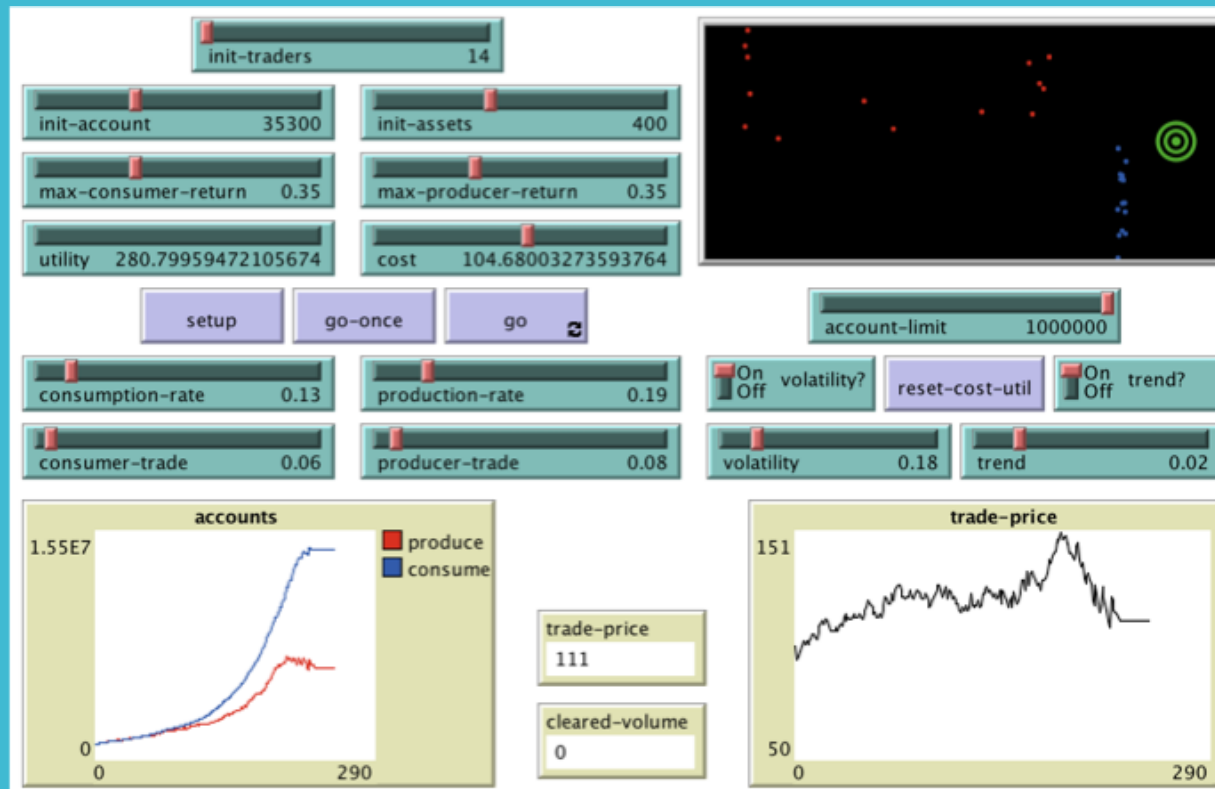 init-traders 14
init-account 35300
init-assets 400
max-consumer-return 0.35
max-producer-return 0.35
utility 280.79959472105674
cost 104.68003273593764
setup
go-once
go
account-limit 1000000
consumption-rate 0.13
production-rate 0.19
On
Off
volatility?
reset-cost-util
On
Off
trend?
consumer-trade 0.06
producer-trade 0.08
volatility 0.18
trend 0.02
accounts
1.55E7
0
0 290
produce
consume
trade-price
111
cleared-volume
0
trade-price
151
50
0 290